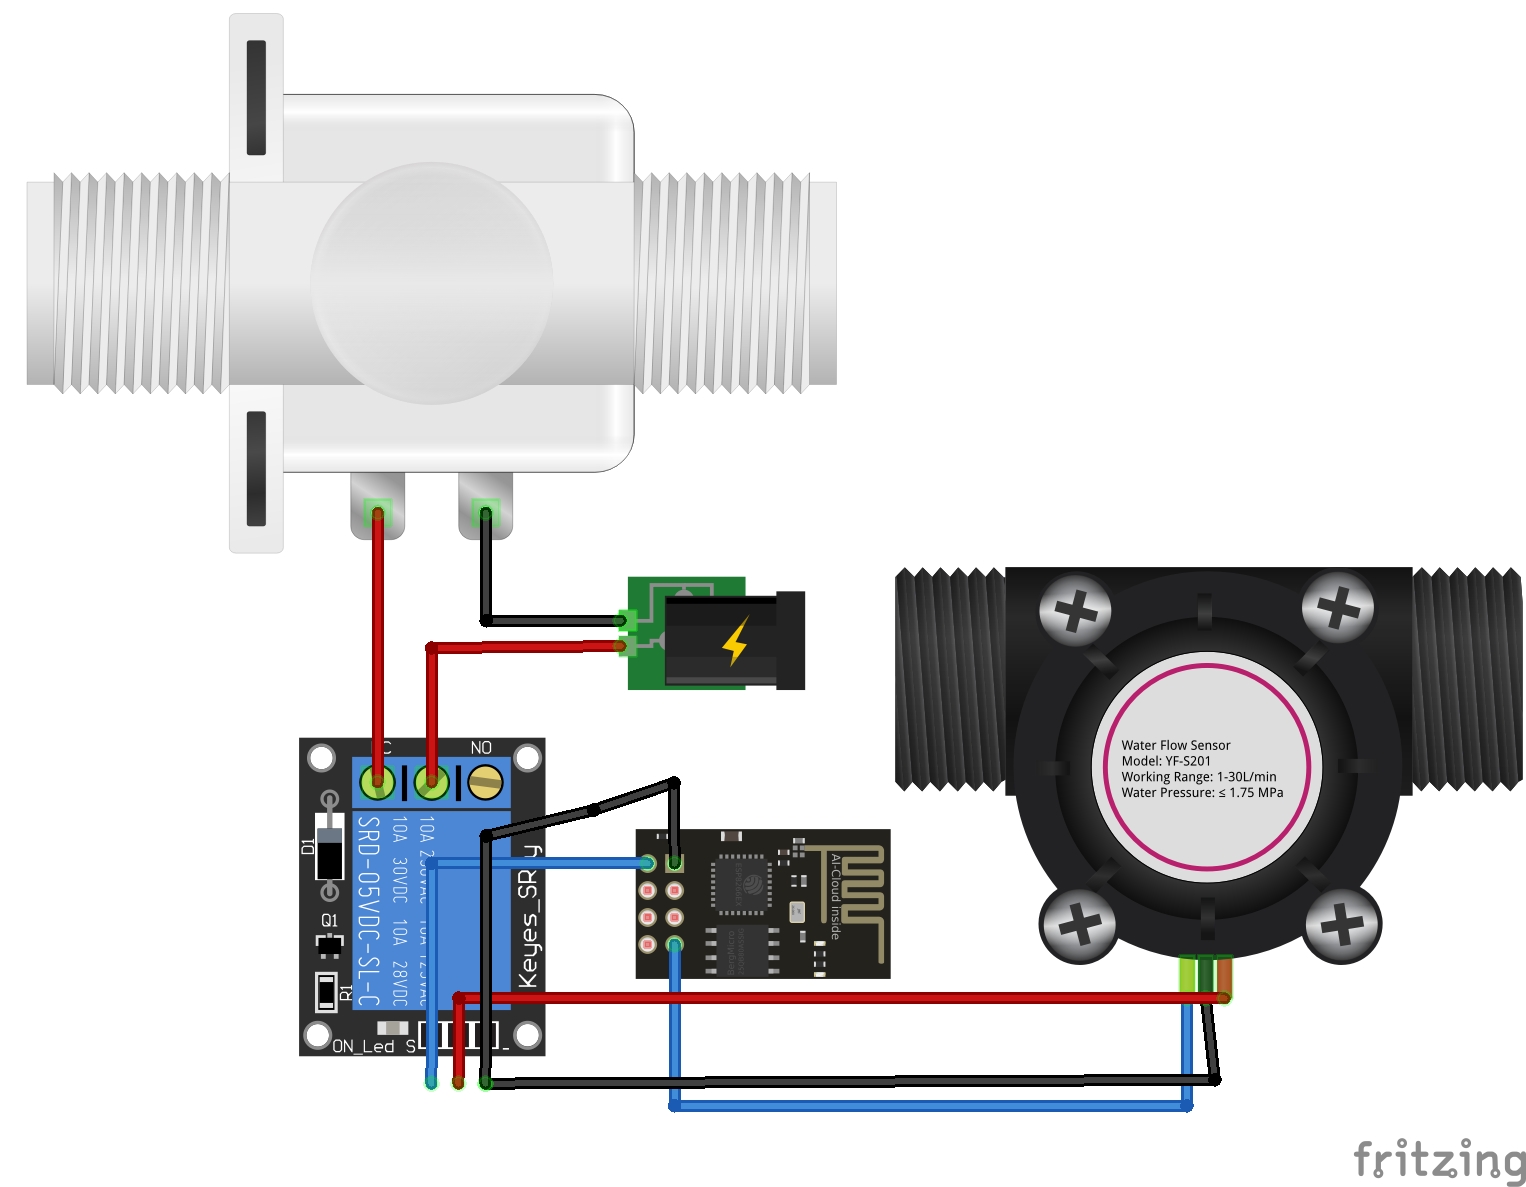 NO
Water Flow Sensor
Model: YF-S201
Working Range: 1-30L/min
Water Pressure: ≤ 1.75 MPa
D1
SRD-05VDC-SL-C
10A 30VDC 10A 28VDC
10A 250VAC 10A 125VAC
Keyes_SRly
Q1
R1
ON_Led S -
AI-Cloud inside
fritzing